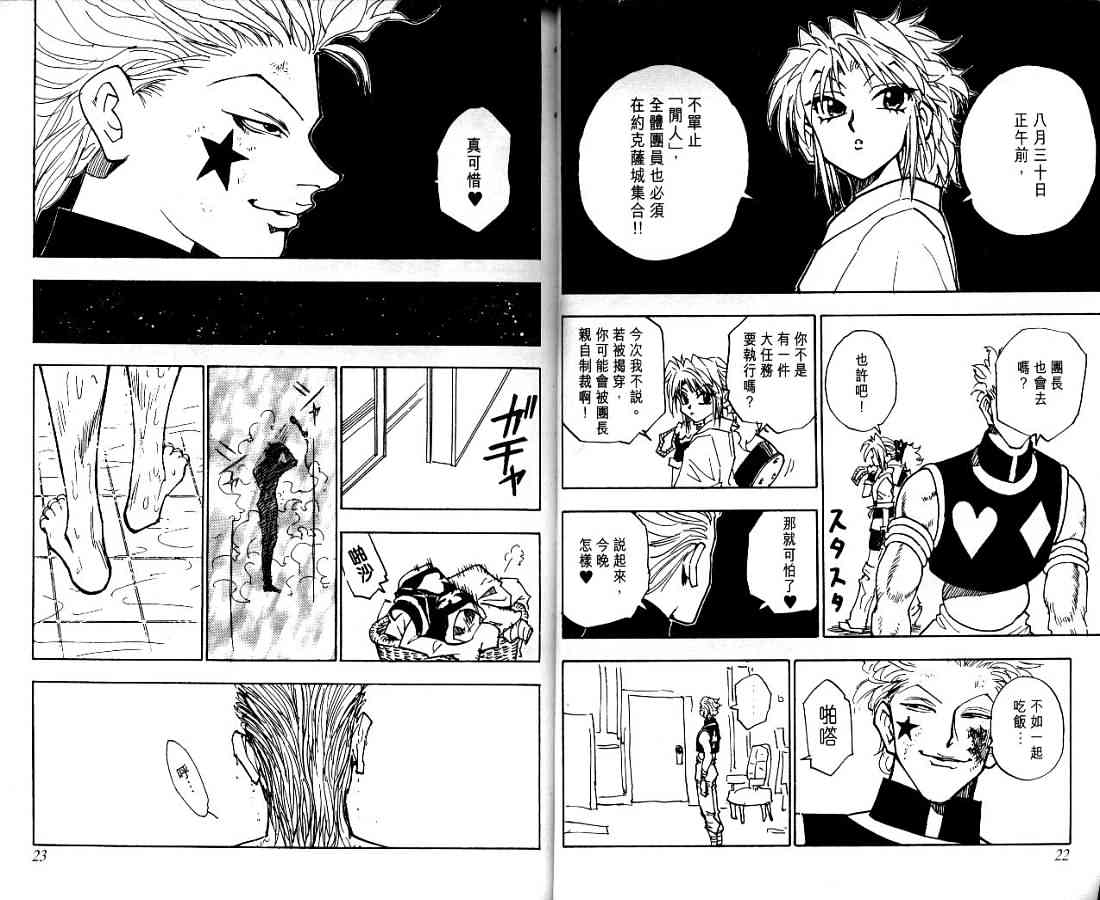 八月三十日
正午前，
不單止
「閒人」，
全體團員也必須
在約克薩城集合!!
團長
也會去
嗎？
也許吧！
スタスタ
你不是
有一件
大任務
要執行嗎？
今次我不說。
若被揭穿，
你可能會被團長
親自制裁啊！
那就可怕了♥
說起來，
今晚
怎樣♥
不如一起
吃飯…
啪嗒
……
22
真可惜♥
ガチャ
啪沙
呼……
23